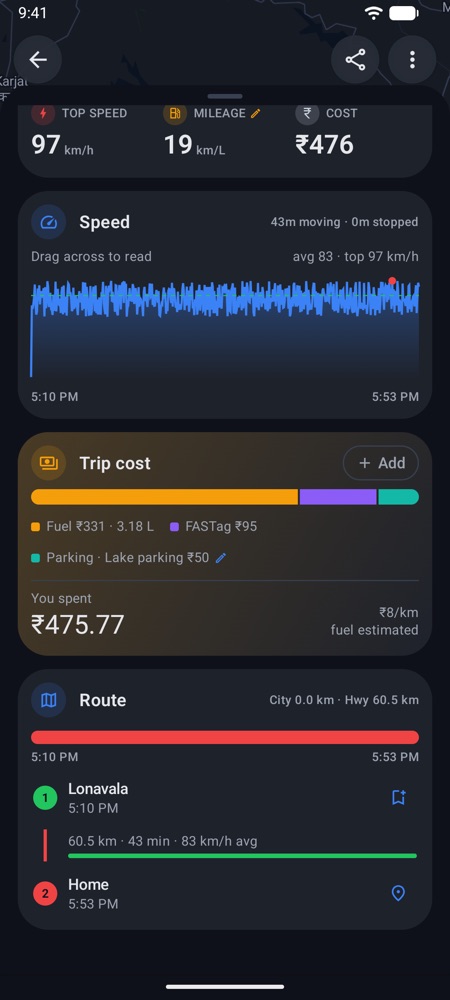 9:41
Karjat
TOP SPEED
MILEAGE
₹ COST
97 km/h
19 km/L
₹476
Speed
43m moving · 0m stopped
Drag across to read
avg 83 · top 97 km/h
5:10 PM
5:53 PM
Trip cost
+ Add
Fuel ₹331 · 3.18 L
FASTag ₹95
Parking · Lake parking ₹50
You spent
₹475.77
₹8/km
fuel estimated
Route
City 0.0 km · Hwy 60.5 km
5:10 PM
5:53 PM
1
Lonavala
5:10 PM
60.5 km · 43 min · 83 km/h avg
2
Home
5:53 PM